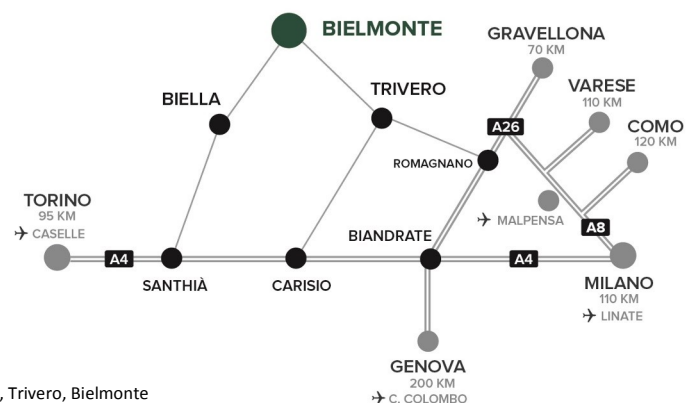 BIELMONTE
GRAVELLONA
70 KM
VARESE
110 KM
BIELLA
TRIVERO
A26
COMO
120 KM
ROMAGNANO
TORINO
95 KM
CASELLE
MALPENSA
A8
BIANDRATE
A4
A4
SANTHIÀ
CARISIO
MILANO
110 KM
LINATE
GENOVA
200 KM
C. COLOMBO
, Trivero, Bielmonte